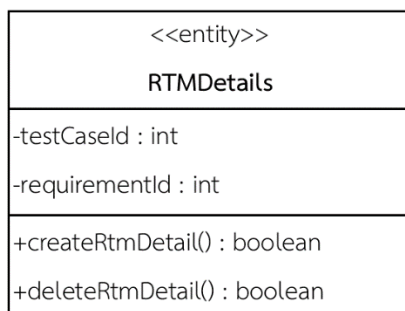 <<entity>>
RTMDetails
-testCaseId : int
-requirementId : int
+createRtmDetail() : boolean
+deleteRtmDetail() : boolean